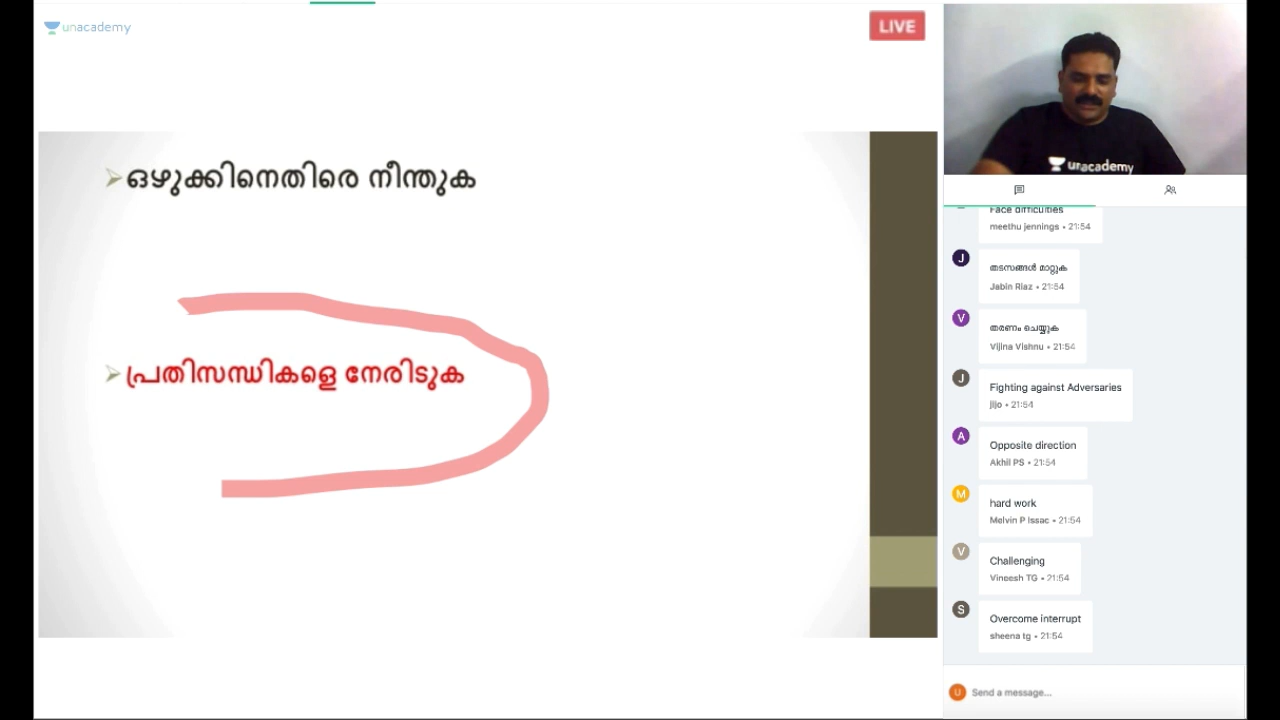 unacademy
LIVE
ഒഴുക്കിനെതിരെ നീന്തുക
പ്രതിസന്ധികളെ നേരിടുക
unacademy
Face difficulties
meethu jennings • 21:54
J
തടസങ്ങൾ മാറ്റുക
Jabin Riaz • 21:54
V
തരണം ചെയ്യുക
Vijina Vishnu • 21:54
J
Fighting against Adversaries
jijo • 21:54
A
Opposite direction
Akhil PS • 21:54
M
hard work
Melvin P Issac • 21:54
V
Challenging
Vineesh TG • 21:54
S
Overcome interrupt
sheena tg • 21:54
U
Send a message...